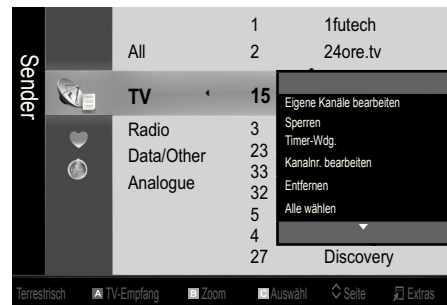 Sender
1 1futech
All 2 24ore.tv
TV 15
Radio 3
Data/Other 23
Analogue 33
32
5
4
27 Discovery
Eigene Kanäle bearbeiten
Sperren
Timer-Wdg.
Kanalnr. bearbeiten
Entfernen
Alle wählen
Terrestrisch A TV-Empfang B Zoom C Auswähl Seite Extras